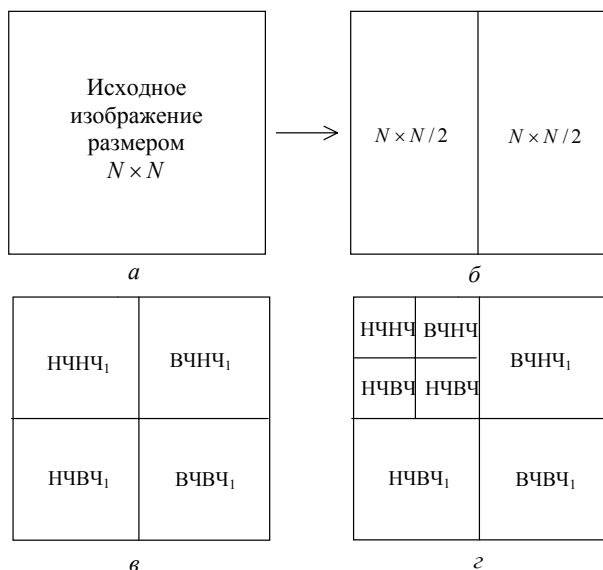 Исходное
изображение
размером
N × N
N × N / 2
N × N / 2
а
б
НЧНЧ₁
ВЧНЧ₁
НЧВЧ₁
ВЧВЧ₁
в
НЧНЧ
ВЧНЧ
НЧВЧ
НЧВЧ
ВЧНЧ₁
НЧВЧ₁
ВЧВЧ₁
г